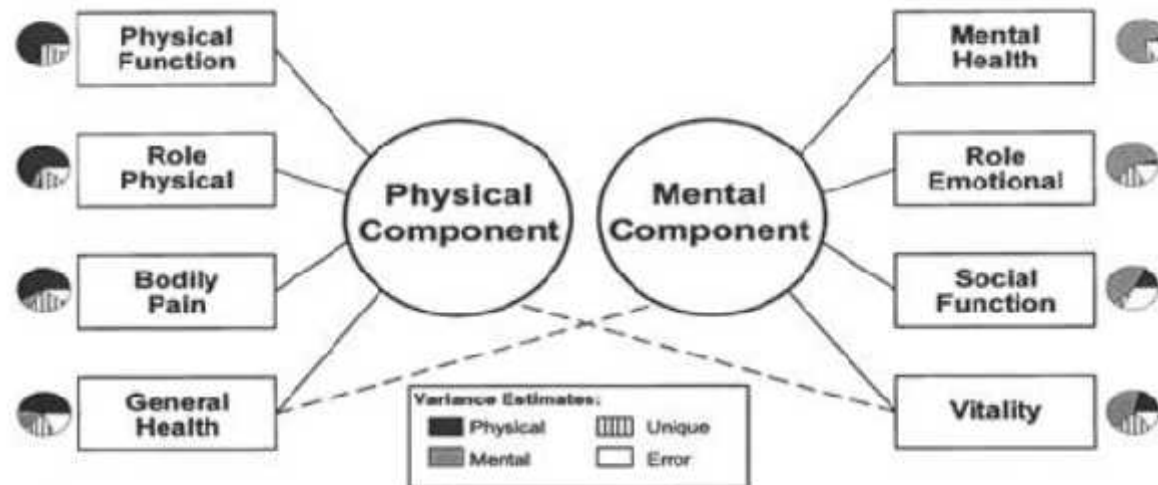 Physical
Function
Role
Physical
Bodily
Pain
General
Health
Physical
Component
Mental
Component
Mental
Health
Role
Emotional
Social
Function
Vitality
Variance Estimates:
Physical
Unique
Mental
Error